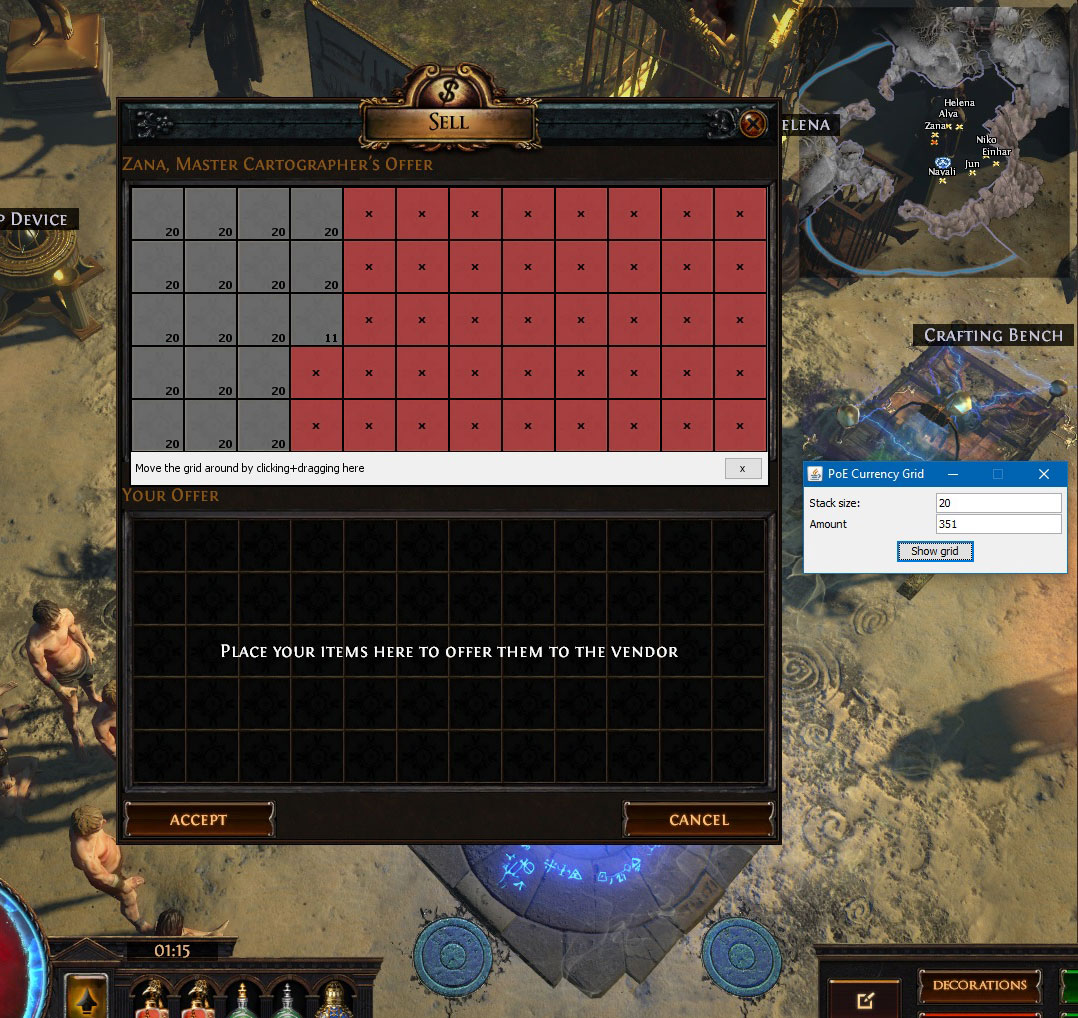 Helena
Alva
Zana
Niko
Einhar
Jun
Navali
ELENA
$
SELL
ZANA, MASTER CARTOGRAPHER'S OFFER
P DEVICE
20 20 20 20 x x x x x x x x
20 20 20 20 x x x x x x x x
20 20 20 11 x x x x x x x x
20 20 20 x x x x x x x x x
20 20 20 x x x x x x x x x
Move the grid around by clicking+dragging here x
CRAFTING BENCH
PoE Currency Grid
Stack size: 20
Amount 351
Show grid
YOUR OFFER
PLACE YOUR ITEMS HERE TO OFFER THEM TO THE VENDOR
ACCEPT CANCEL
01:15
DECORATIONS